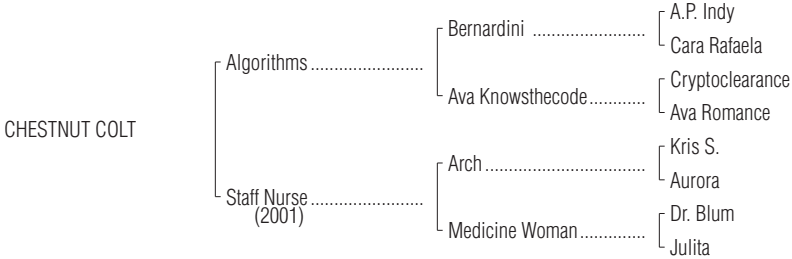 A.P. Indy
Bernardini ........................
Cara Rafaela
Algorithms ........................
Cryptoclearance
Ava Knowsthecode............
Ava Romance
CHESTNUT COLT
Kris S.
Arch ..................................
Aurora
Staff Nurse ........................
(2001)
Dr. Blum
Medicine Woman ..............
Julita